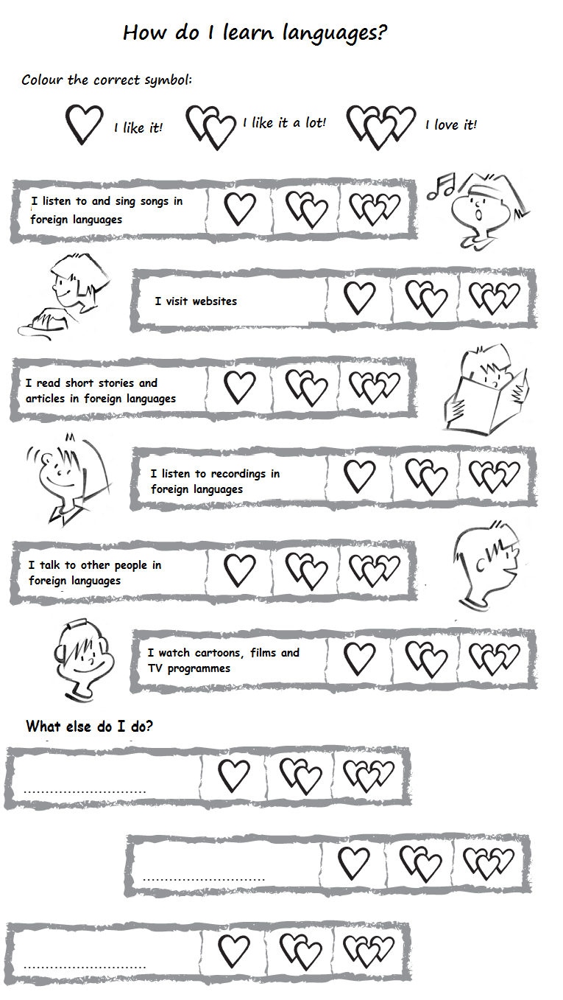 How do I learn languages?
Colour the correct symbol:
I like it!
I like it a lot!
I love it!
I listen to and sing songs in
foreign languages
I visit websites
I read short stories and
articles in foreign languages
I listen to recordings in
foreign languages
I talk to other people in
foreign languages
I watch cartoons, films and
TV programmes
What else do I do?
............................
............................
............................